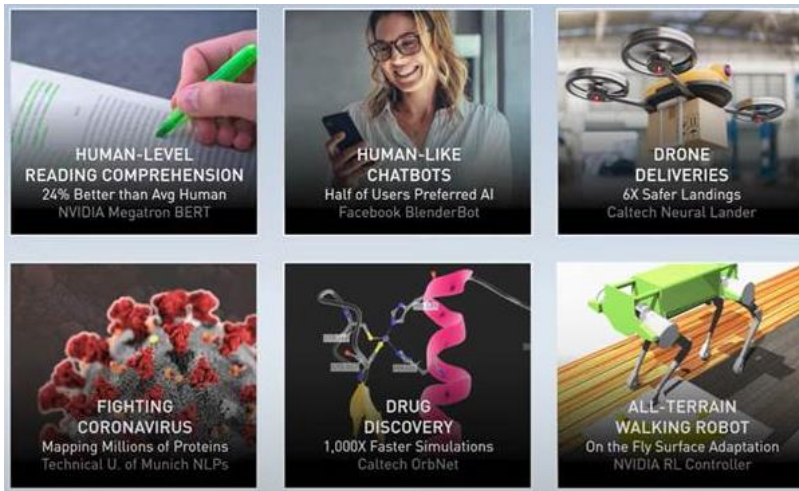 HUMAN-LEVEL
READING COMPREHENSION
24% Better than Avg Human
NVIDIA Megatron BERT
HUMAN-LIKE
CHATBOTS
Half of Users Preferred AI
Facebook BlenderBot
DRONE
DELIVERIES
6X Safer Landings
Caltech Neural Lander
FIGHTING
CORONAVIRUS
Mapping Millions of Proteins
Technical U. of Munich NLPs
DRUG
DISCOVERY
1,000X Faster Simulations
Caltech OrbNet
ALL-TERRAIN
WALKING ROBOT
On the Fly Surface Adaptation
NVIDIA RL Controller